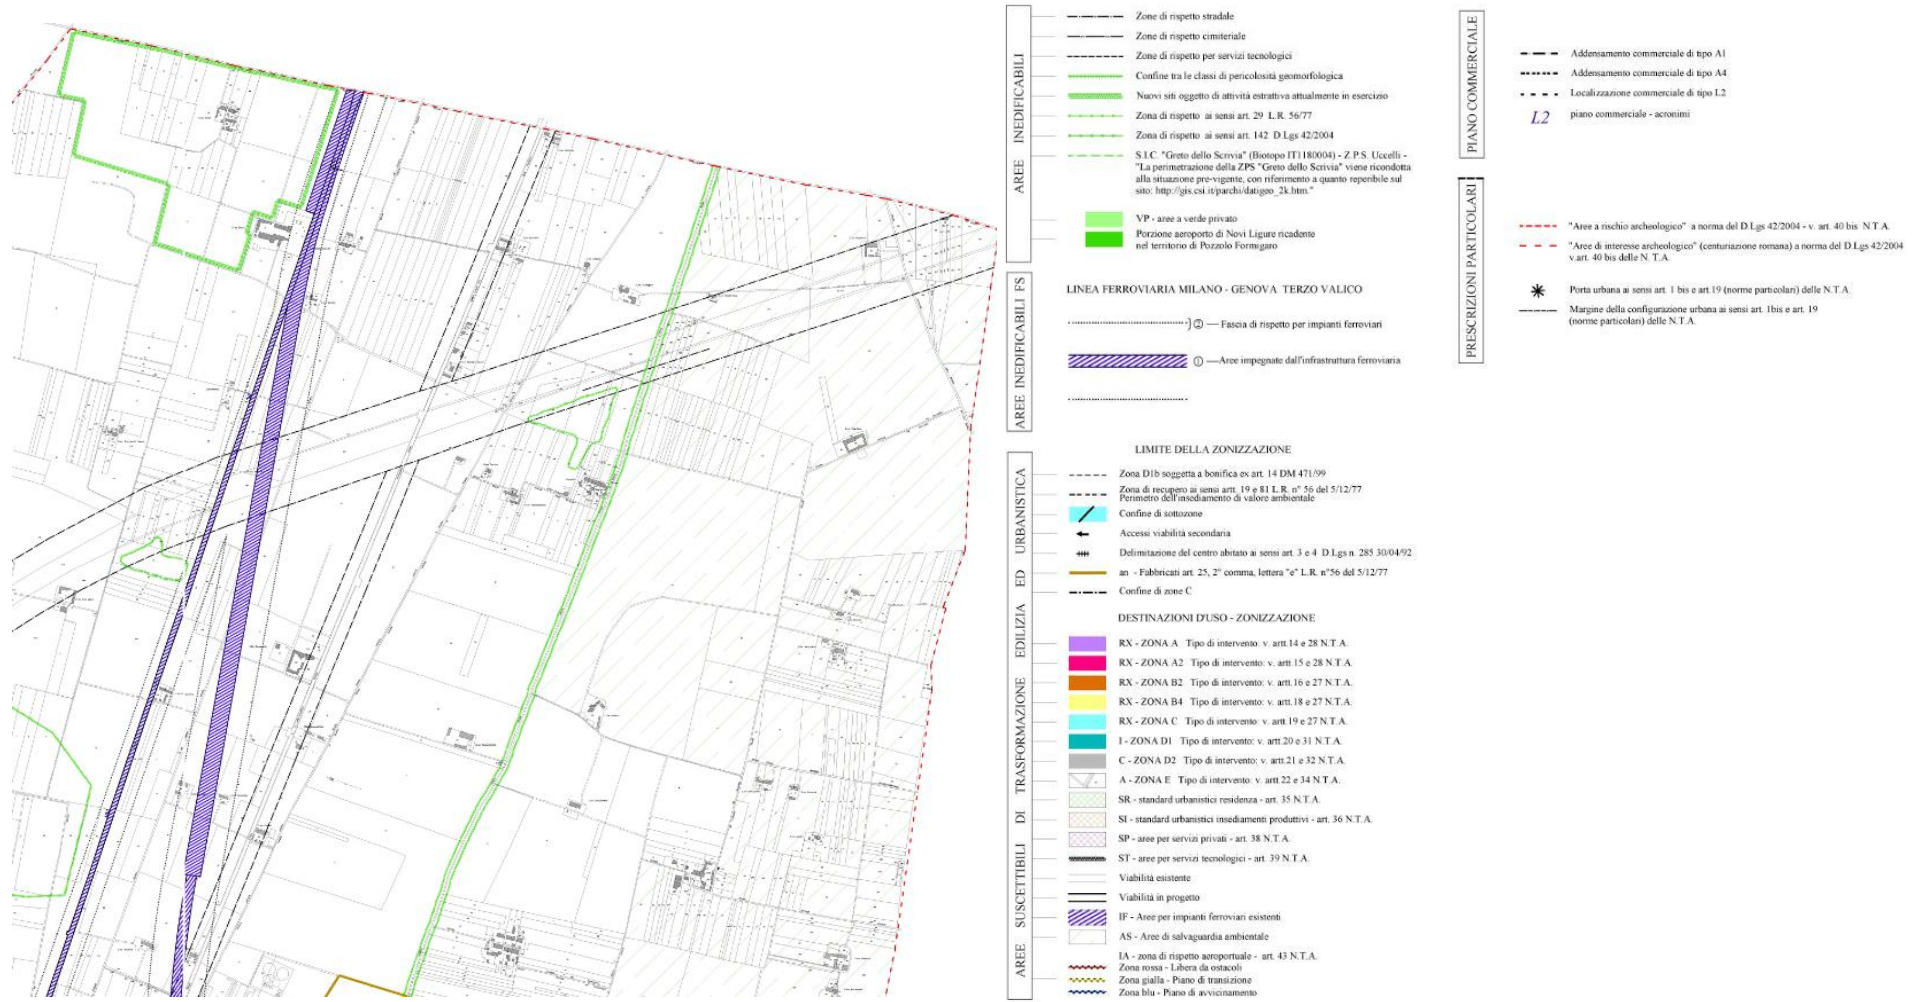 AREE INEDIFICABILI
Zone di rispetto stradale
Zone di rispetto cimiteriale
Zone di rispetto per servizi tecnologici
Confine tra le classi di pericolosità geomorfologica
Nuovi siti oggetto di attività estrattiva attualmente in esercizio
Zona di rispetto ai sensi art. 29 L.R. 56/77
Zona di rispetto ai sensi art. 142 D.Lgs 42/2004
S.I.C. "Greto dello Scrivia" (Biotopo IT1180004) - Z.P.S. Uccelli -
"La perimetrazione della ZPS "Greto dello Scrivia" viene ricondotta
alla situazione pre-vigente, con riferimento a quanto reperibile sul
sito: http://gis.csi.it/parchi/datigeo_2k.htm."
VP - aree a verde privato
Porzione aeroporto di Novi Ligure ricadente
nel territorio di Pozzolo Formigaro
AREE INEDIFICABILI FS
LINEA FERROVIARIA MILANO - GENOVA TERZO VALICO
2 Fascia di rispetto per impianti ferroviari
1 Aree impegnate dall'infrastruttura ferroviaria
AREE SUSCETTIBILI DI TRASFORMAZIONE EDILIZIA ED URBANISTICA
LIMITE DELLA ZONIZZAZIONE
Zona D1b soggetta a bonifica ex art. 14 DM 471/99
Zona di recupero ai sensi artt. 19 e 81 L.R. n° 56 del 5/12/77
Perimetro dell'insediamento di valore ambientale
Confine di sottozone
Accessi viabilità secondaria
Delimitazione del centro abitato ai sensi art. 3 e 4 D.Lgs n. 285 30/04/92
an - Fabbricati art. 25, 2° comma, lettera "e" L.R. n°56 del 5/12/77
Confine di zone C
DESTINAZIONI D'USO - ZONIZZAZIONE
RX - ZONA A Tipo di intervento: v. artt.14 e 28 N.T.A.
RX - ZONA A2 Tipo di intervento: v. artt.15 e 28 N.T.A.
RX - ZONA B2 Tipo di intervento: v. artt.16 e 27 N.T.A.
RX - ZONA B4 Tipo di intervento: v. artt.18 e 27 N.T.A.
RX - ZONA C Tipo di intervento: v. artt.19 e 27 N.T.A.
I - ZONA D1 Tipo di intervento: v. artt.20 e 31 N.T.A.
C - ZONA D2 Tipo di intervento: v. artt.21 e 32 N.T.A.
A - ZONA E Tipo di intervento: v. artt.22 e 34 N.T.A.
SR - standard urbanistici residenza - art. 35 N.T.A.
SI - standard urbanistici insediamenti produttivi - art. 36 N.T.A.
SP - aree per servizi privati - art. 38 N.T.A.
ST - aree per servizi tecnologici - art. 39 N.T.A.
Viabilità esistente
Viabilità in progetto
IF - Aree per impianti ferroviari esistenti
AS - Aree di salvaguardia ambientale
IA - zona di rispetto aeroportuale - art. 43 N.T.A.
Zona rossa - Libera da ostacoli
Zona gialla - Piano di transizione
Zona blu - Piano di avvicinamento
PIANO COMMERCIALE
Addensamento commerciale di tipo A1
Addensamento commerciale di tipo A4
Localizzazione commerciale di tipo L2
L2 piano commerciale - acronimi
PRESCRIZIONI PARTICOLARI
"Aree a rischio archeologico" a norma del D.Lgs 42/2004 - v. art. 40 bis N.T.A.
"Aree di interesse archeologico" (centuriazione romana) a norma del D.Lgs 42/2004
v.art. 40 bis delle N.T.A.
Porta urbana ai sensi art. 1 bis e art.19 (norme particolari) delle N.T.A.
Margine della configurazione urbana ai sensi art. 1bis e art. 19
(norme particolari) delle N.T.A.